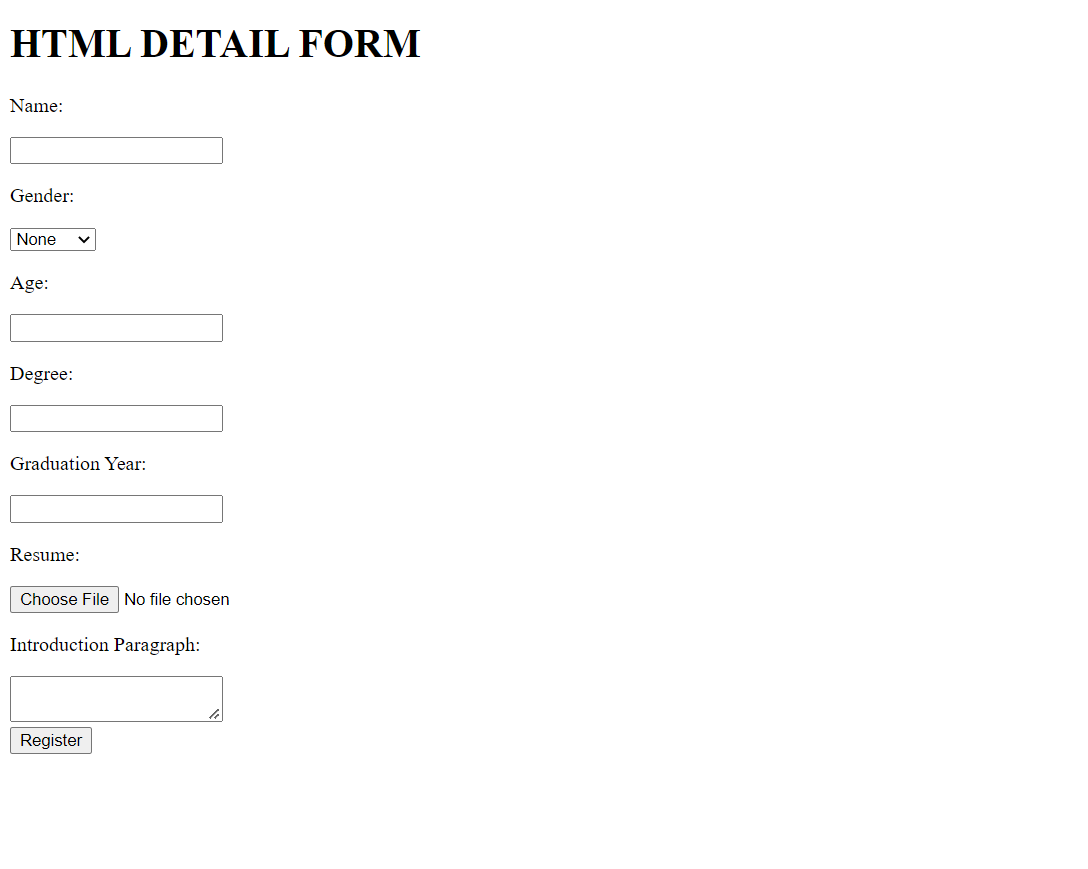 HTML DETAIL FORM
Name:
Gender:
None
Age:
Degree:
Graduation Year:
Resume:
Choose File No file chosen
Introduction Paragraph:
Register